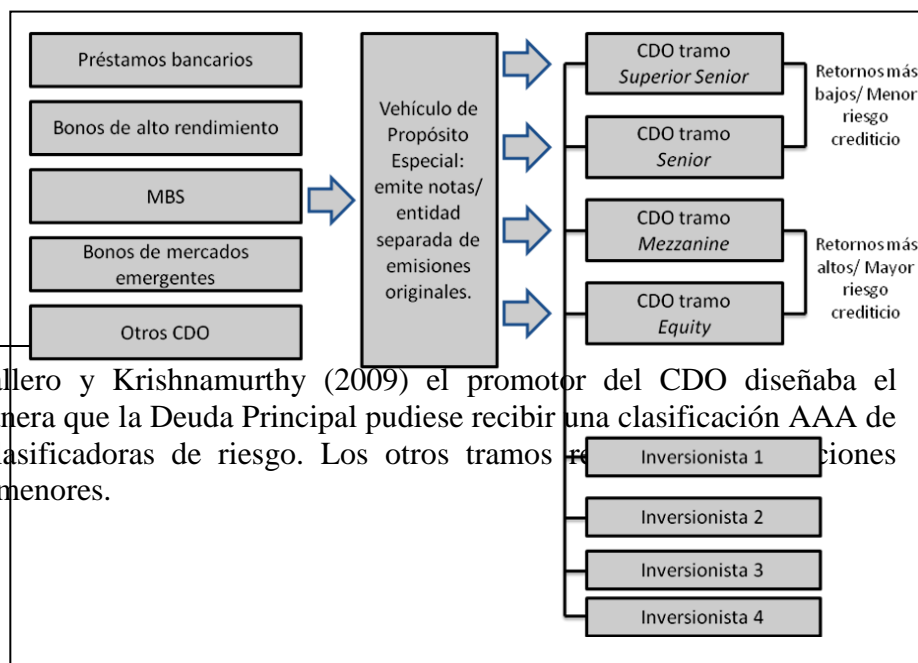 Préstamos bancarios
Bonos de alto rendimiento
MBS
Bonos de mercados
emergentes
Otros CDO
Vehículo de
Propósito
Especial:
emite notas/
entidad
separada de
emisiones
originales.
CDO tramo
Superior Senior
CDO tramo
Senior
CDO tramo
Mezzanine
CDO tramo
Equity
Retornos más
bajos/ Menor
riesgo
crediticio
Retornos más
altos/ Mayor
riesgo
crediticio
y Krishnamurthy (2009) el promotor del CDO diseñaba el
que la Deuda Principal pudiese recibir una clasificación AAA de
de riesgo. Los otros tramos
menores.
Inversionista 1
Inversionista 2
Inversionista 3
Inversionista 4